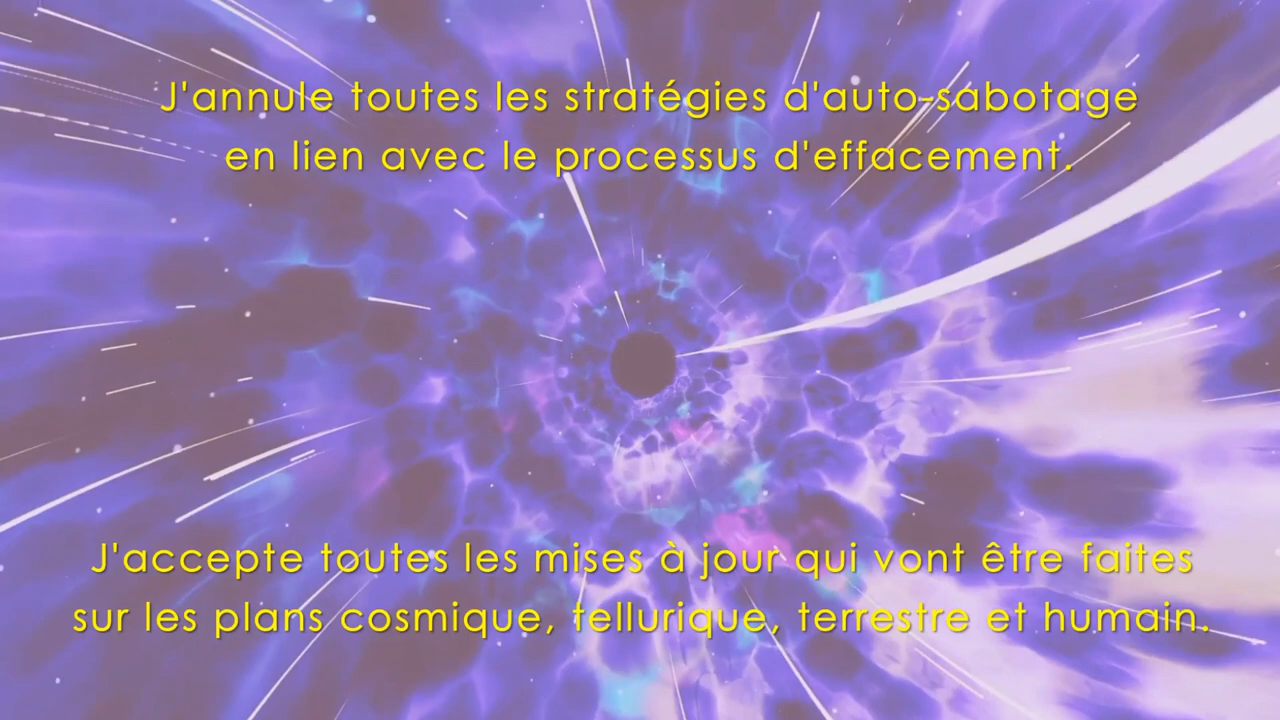 J'annule toutes les stratégies d'auto-sabotage
en lien avec le processus d'effacement.
J'accepte toutes les mises à jour qui vont être faites
sur les plans cosmique, tellurique, terrestre et humain.